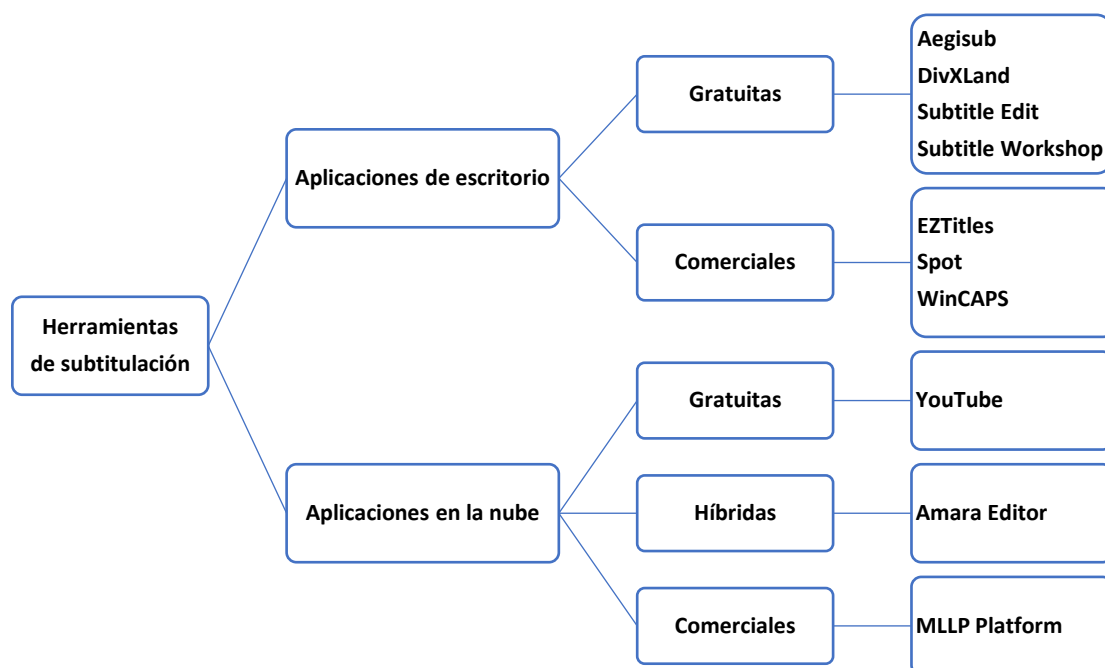 Herramientas
de subtitulación
Aplicaciones de escritorio
Gratuitas
Aegisub
DivXLand
Subtitle Edit
Subtitle Workshop
Comerciales
EZTitles
Spot
WinCAPS
Aplicaciones en la nube
Gratuitas
YouTube
Híbridas
Amara Editor
Comerciales
MLLP Platform